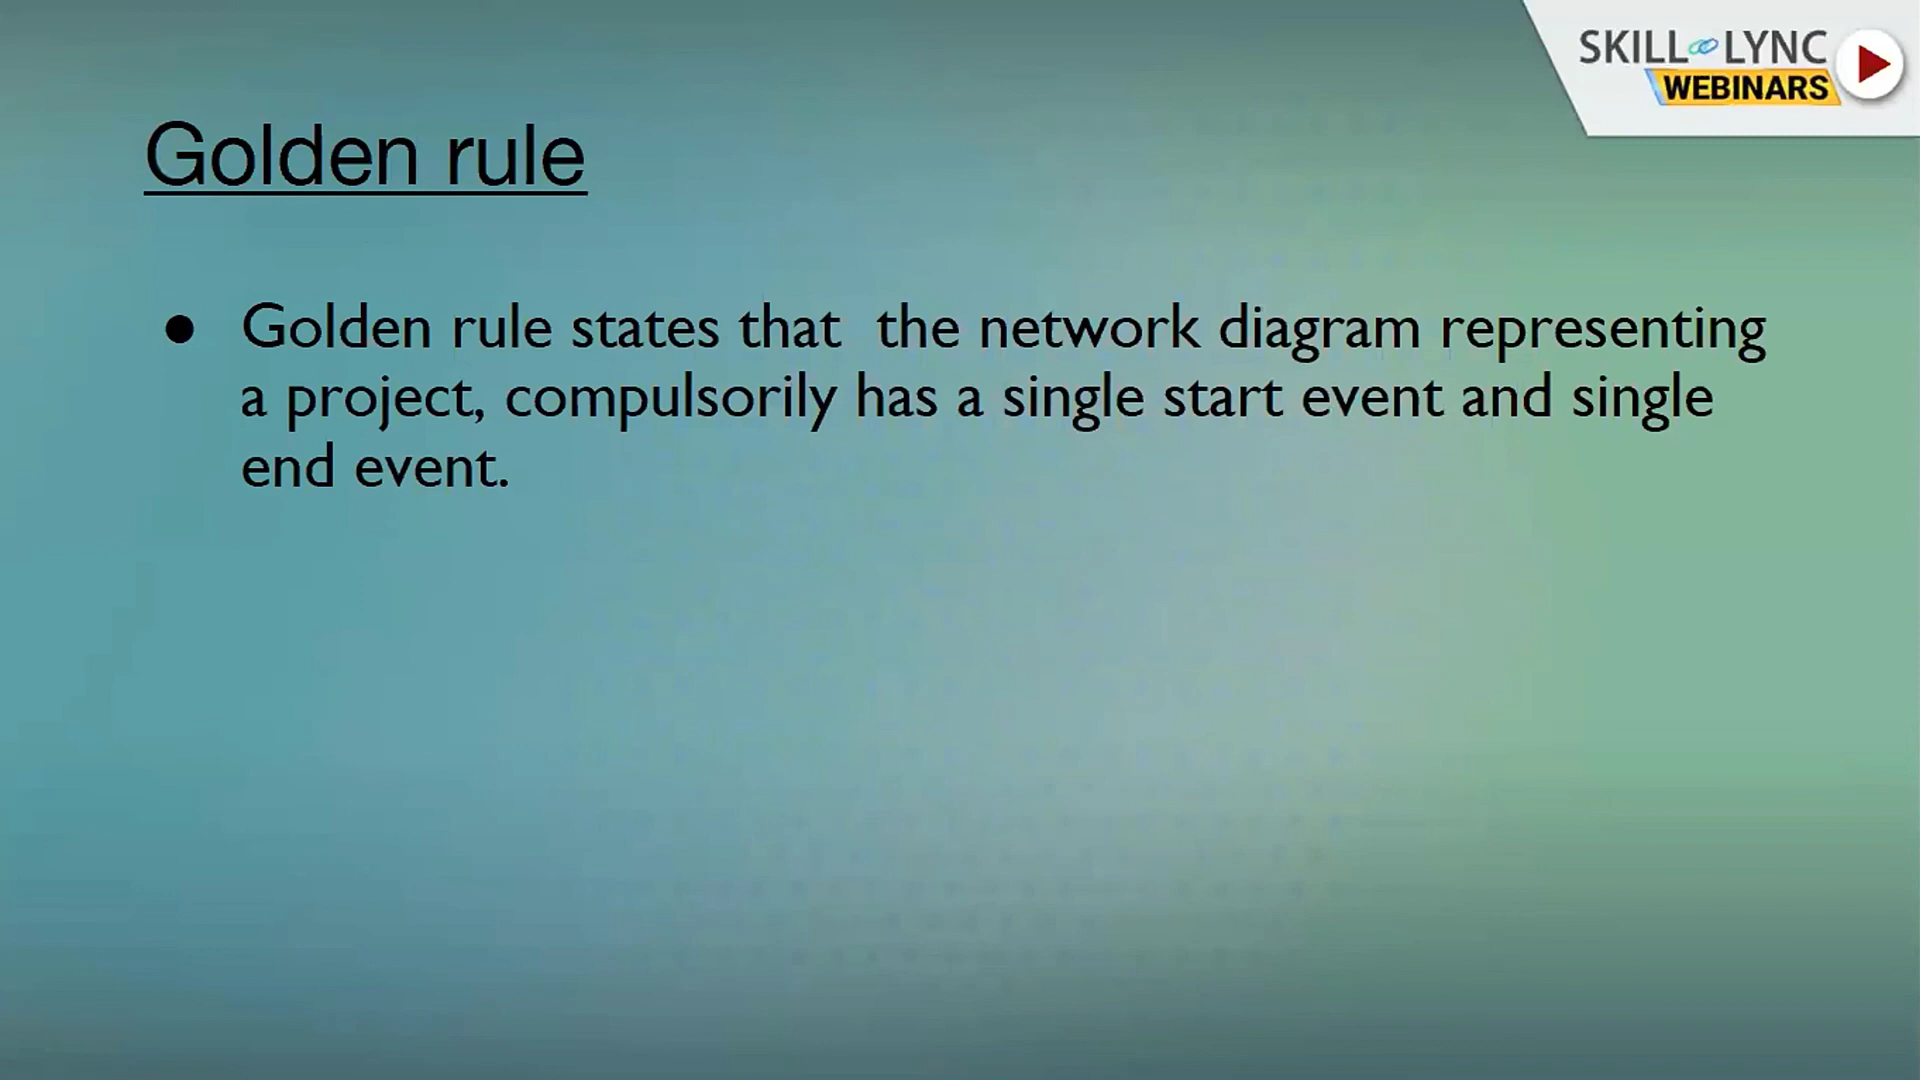 SKILL LYNC
WEBINARS
Golden rule
● Golden rule states that the network diagram representing
a project, compulsorily has a single start event and single
end event.